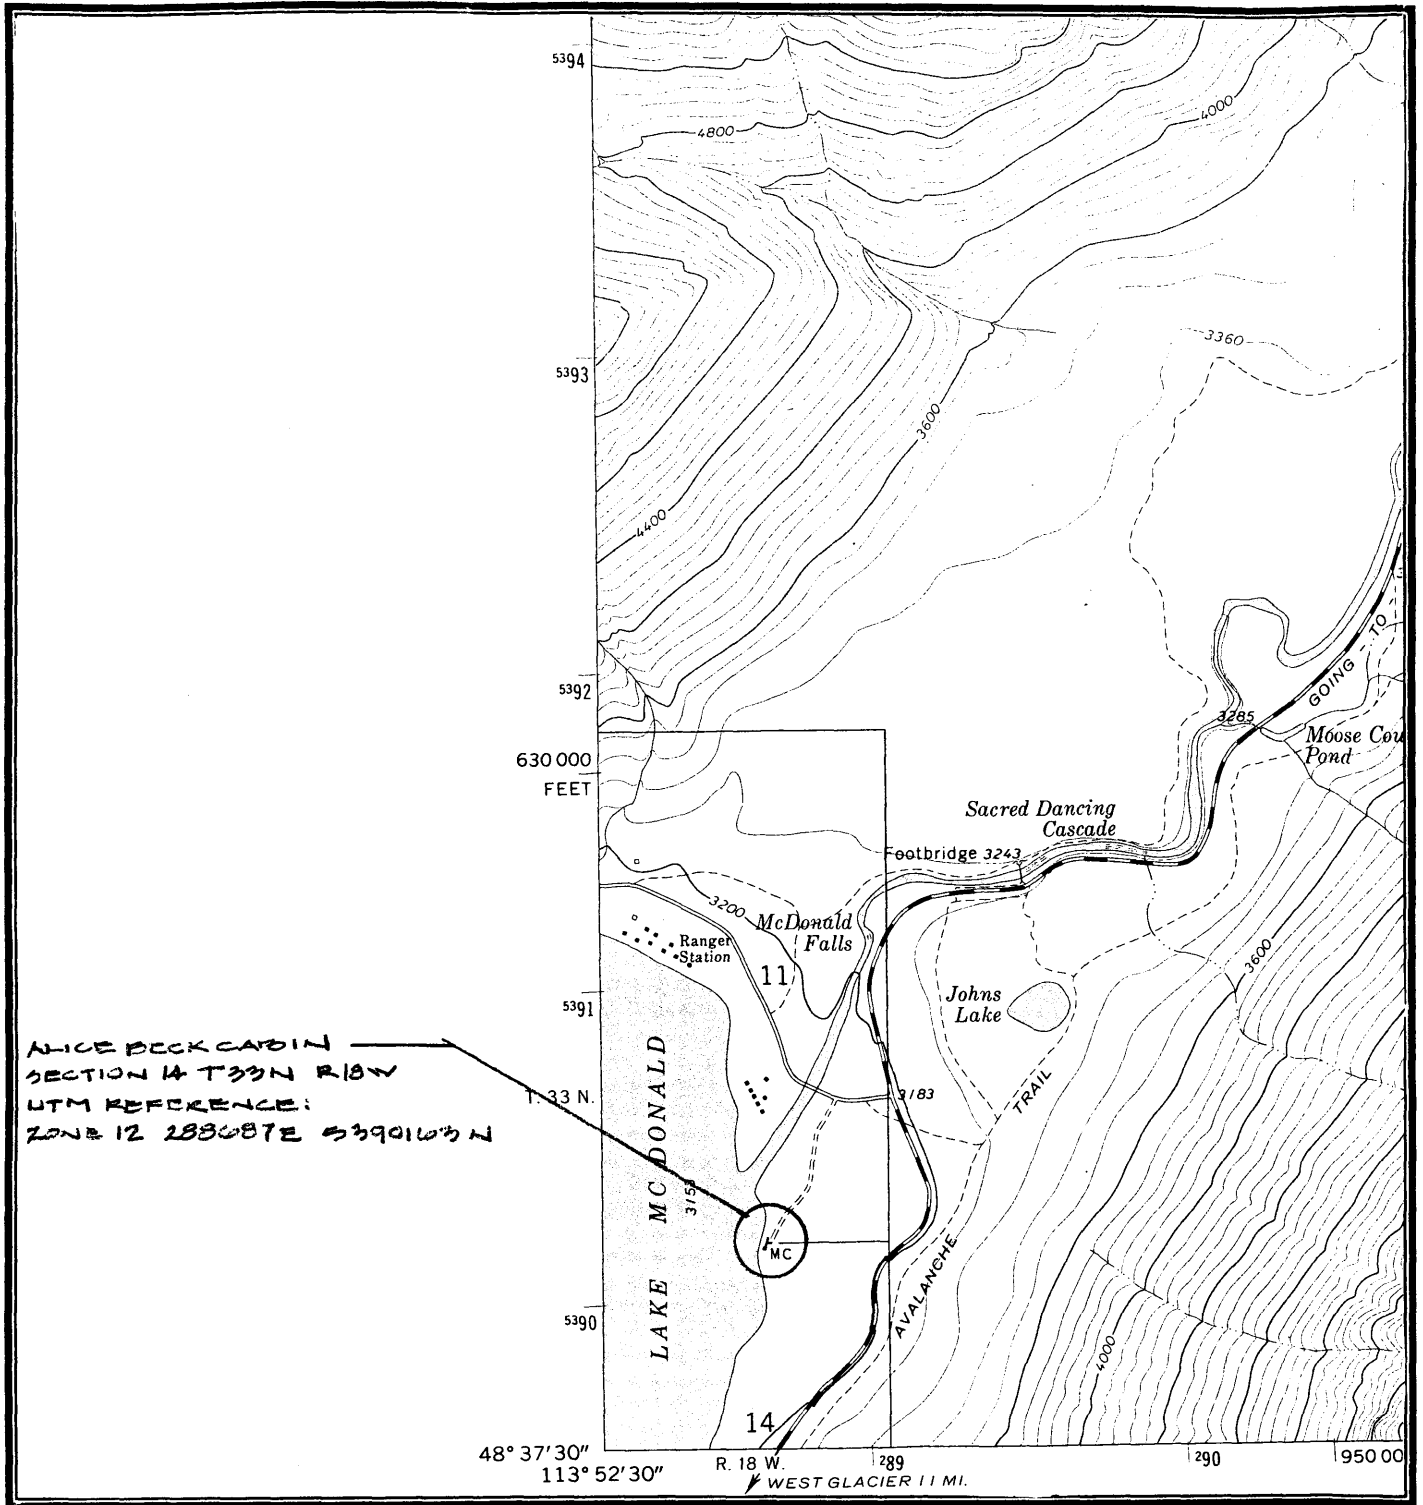 5394
4800
4000
3360
5393
3600
4400
5392
GOING - TO -
3285
Moose Cow
Pond
630 000
FEET
Sacred Dancing
Cascade
Footbridge 3243
3200
McDonald
Falls
Ranger
Station
11
3600
Johns
Lake
5391
ALICE BECK CABIN
SECTION 14 T33N R18W
UTM REFERENCE:
ZONE 12 288687E 5390163N
T. 33 N.
LAKE MC DONALD
3153
3183
TRAIL
MC
AVALANCHE
5390
4000
14
48° 37' 30"
113° 52' 30"
R. 18 W.
289
290
950 00
WEST GLACIER 11 MI.